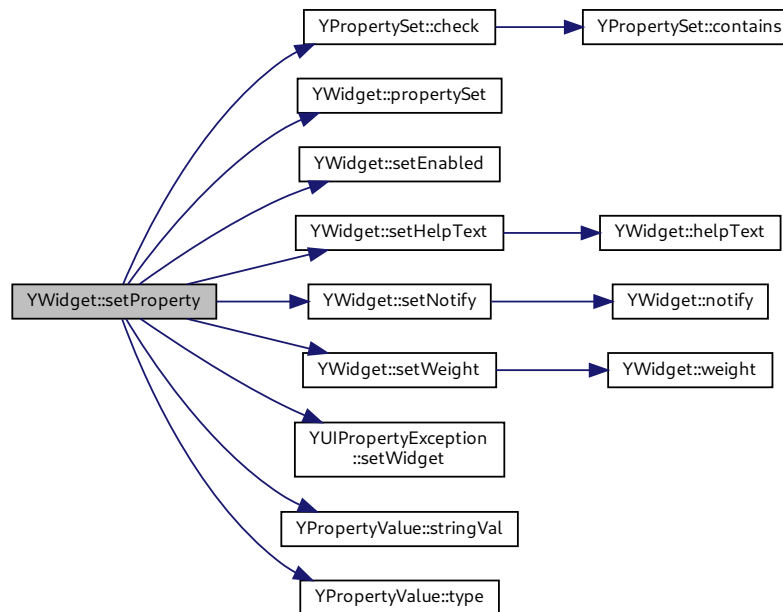 YPropertySet::check
YPropertySet::contains
YWidget::propertySet
YWidget::setEnabled
YWidget::setHelpText
YWidget::helpText
YWidget::setProperty
YWidget::setNotify
YWidget::notify
YWidget::setWeight
YWidget::weight
YUIPropertyException
::setWidget
YPropertyValue::stringVal
YPropertyValue::type